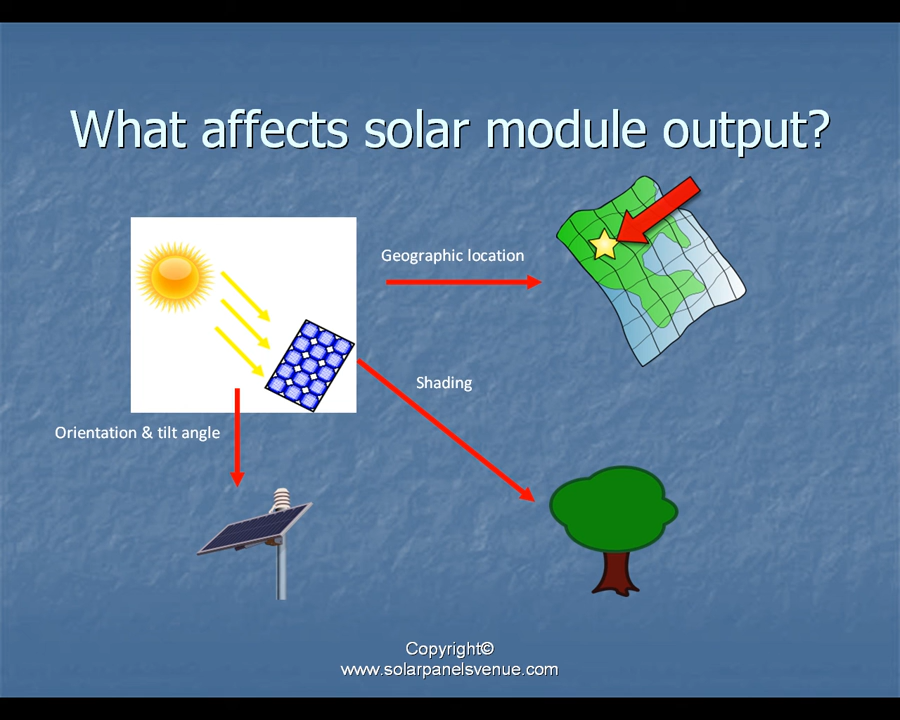 What affects solar module output?
Geographic location
Shading
Orientation & tilt angle
Copyright©
www.solarpanelsvenue.com